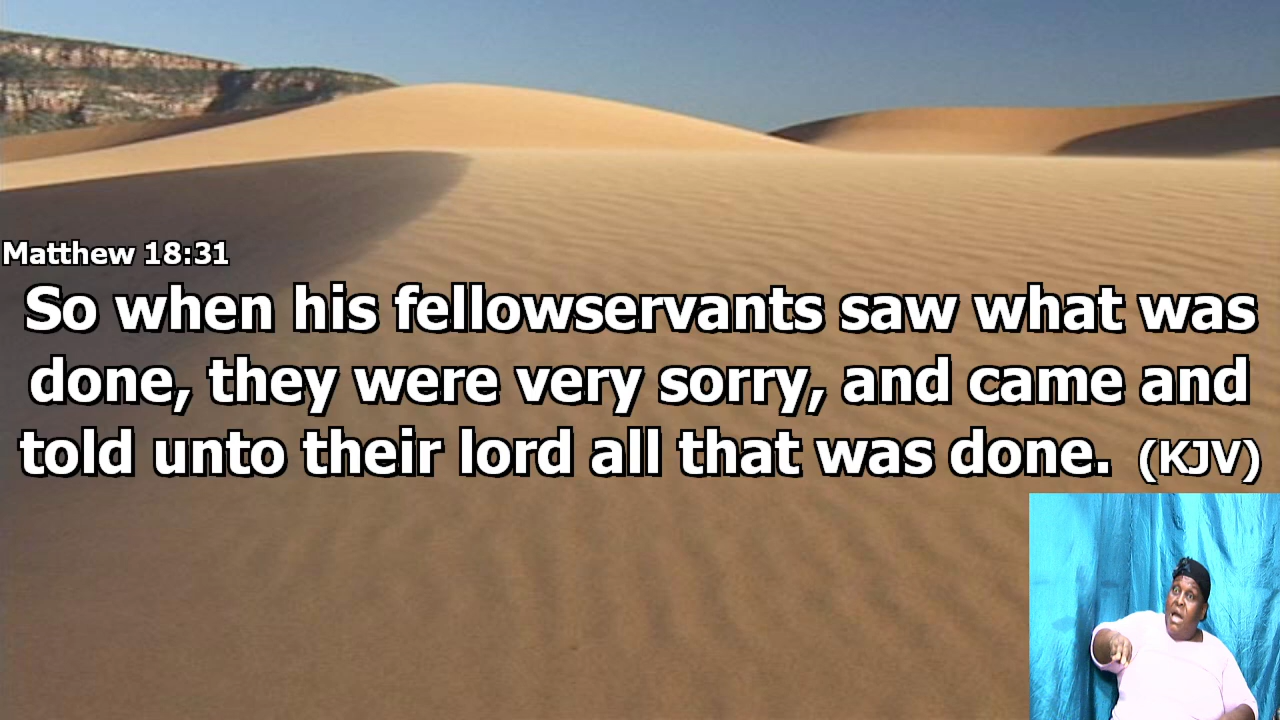 Matthew 18:31
So when his fellowservants saw what was
done, they were very sorry, and came and
told unto their lord all that was done. (KJV)